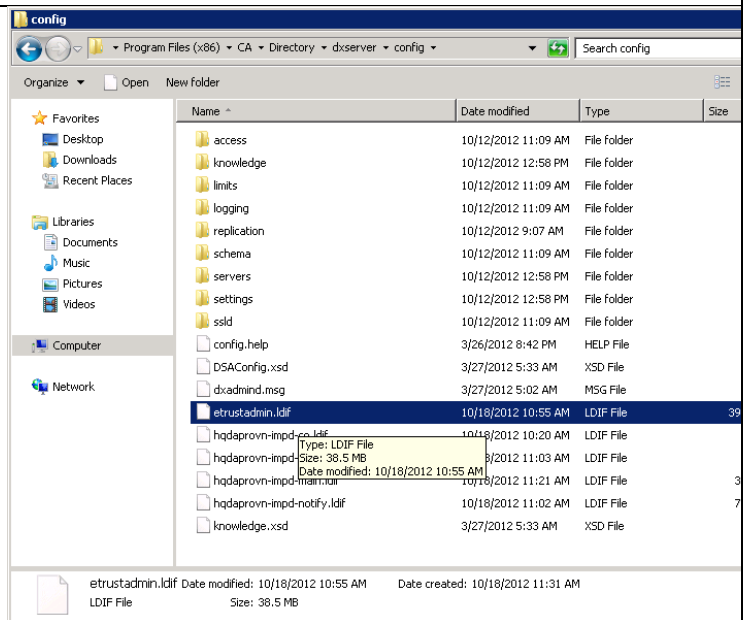 config
Program Files (x86) CA Directory dxserver config Search config
Organize Open New folder
Favorites
Desktop
Downloads
Recent Places
Libraries
Documents
Music
Pictures
Videos
Computer
Network
Name Date modified Type Size
access 10/12/2012 11:09 AM File folder
knowledge 10/12/2012 12:58 PM File folder
limits 10/12/2012 11:09 AM File folder
logging 10/12/2012 11:09 AM File folder
replication 10/12/2012 9:07 AM File folder
schema 10/12/2012 11:09 AM File folder
servers 10/12/2012 12:58 PM File folder
settings 10/12/2012 12:58 PM File folder
ssld 10/12/2012 11:09 AM File folder
config.help 3/26/2012 8:42 PM HELP File
DSAConfig.xsd 3/27/2012 5:33 AM XSD File
dxadmind.msg 3/27/2012 5:02 AM MSG File
etrustadmin.ldif 10/18/2012 10:55 AM LDIF File 39
hqdaprovn-impd-co.ldif 10/18/2012 10:20 AM LDIF File
Type: LDIF File
hqdaprovn-impd- /2012 11:03 AM LDIF File
Size: 38.5 MB
Date modified: 10/18/2012 10:55 AM
hqdaprovn-impd-main.ldif 10/18/2012 11:21 AM LDIF File 3
hqdaprovn-impd-notify.ldif 10/18/2012 11:02 AM LDIF File 7
knowledge.xsd 3/27/2012 5:33 AM XSD File
etrustadmin.ldif Date modified: 10/18/2012 10:55 AM Date created: 10/18/2012 11:31 AM
LDIF File Size: 38.5 MB